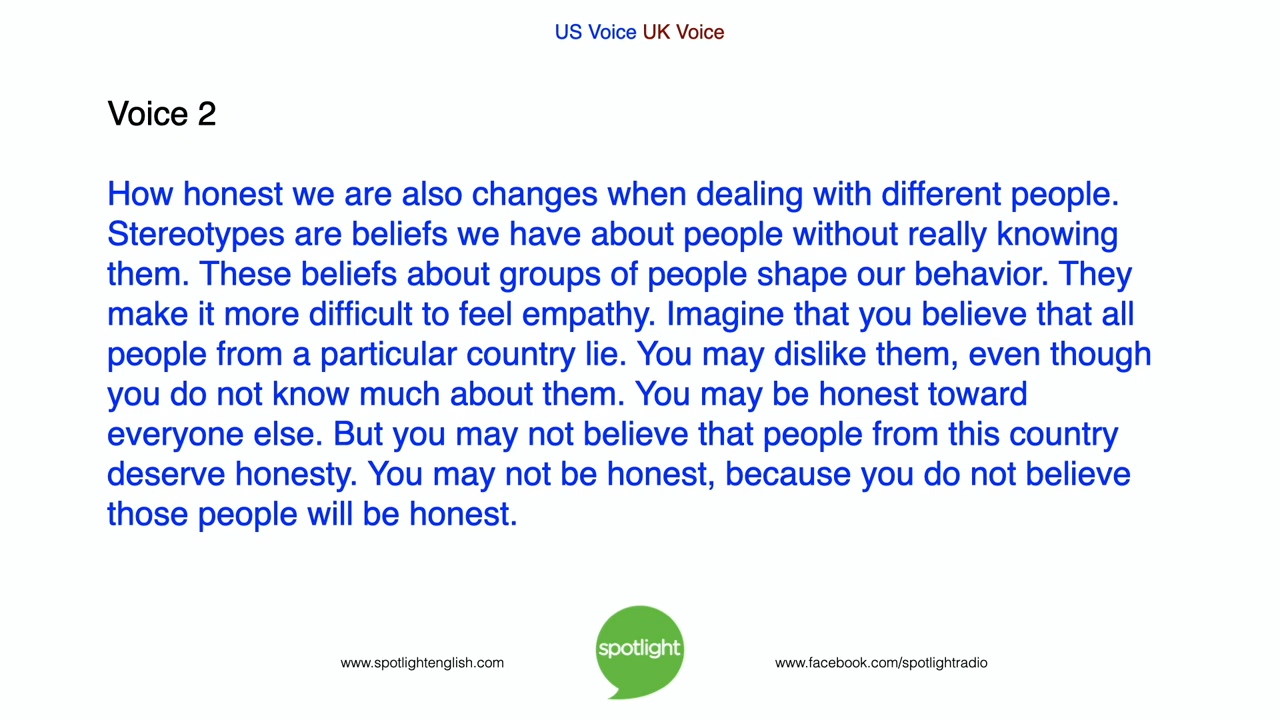 US Voice UK Voice
Voice 2
How honest we are also changes when dealing with different people.
Stereotypes are beliefs we have about people without really knowing
them. These beliefs about groups of people shape our behavior. They
make it more difficult to feel empathy. Imagine that you believe that all
people from a particular country lie. You may dislike them, even though
you do not know much about them. You may be honest toward
everyone else. But you may not believe that people from this country
deserve honesty. You may not be honest, because you do not believe
those people will be honest.
spotlight
www.spotlightenglish.com
www.facebook.com/spotlightradio